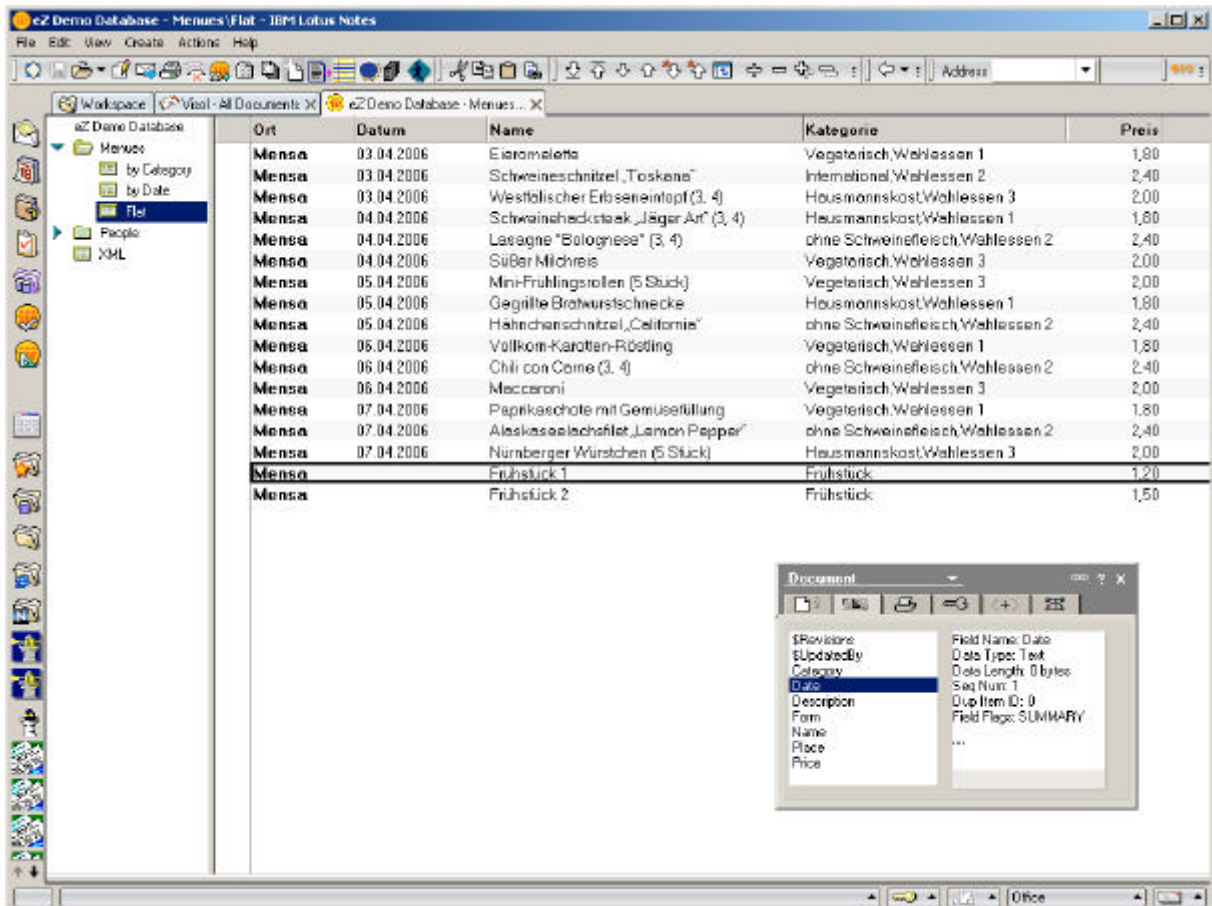 eZ Demo Database - Menues\Flat - IBM Lotus Notes
File Edit View Create Actions Help
Address
Workspace
All Documents
eZ Demo Database - Menues...
eZ Demo Database
Menues
by Category
by Date
Flat
People
XML
Ort Datum Name Kategorie Preis
Mensa 03.04.2006 Eieromelette Vegetarisch,Wahlessen 1 1,80
Mensa 03.04.2006 Schweineschnitzel „Toskana" International,Wahlessen 2 2,40
Mensa 03.04.2006 Westfälischer Erbseneintopf (3, 4) Hausmannskost,Wahlessen 3 2,00
Mensa 04.04.2006 Schweinehacksteak „Jäger Art" (3, 4) Hausmannskost,Wahlessen 1 1,80
Mensa 04.04.2006 Lasagne "Bolognese" (3, 4) ohne Schweinefleisch,Wahlessen 2 2,40
Mensa 04.04.2006 Süßer Milchreis Vegetarisch,Wahlessen 3 2,00
Mensa 05.04.2006 Mini-Frühlingsrollen (5 Stück) Vegetarisch,Wahlessen 3 2,00
Mensa 05.04.2006 Gegrillte Bratwurstschnecke Hausmannskost,Wahlessen 1 1,80
Mensa 05.04.2006 Hähnchenschnitzel „California" ohne Schweinefleisch,Wahlessen 2 2,40
Mensa 06.04.2006 Vollkorn-Karotten-Röstling Vegetarisch,Wahlessen 1 1,80
Mensa 06.04.2006 Chili con Carne (3, 4) ohne Schweinefleisch,Wahlessen 2 2,40
Mensa 06.04.2006 Maccaroni Vegetarisch,Wahlessen 3 2,00
Mensa 07.04.2006 Paprikaschote mit Gemüsefüllung Vegetarisch,Wahlessen 1 1,80
Mensa 07.04.2006 Alaskaseelachsfilet „Lemon Pepper" ohne Schweinefleisch,Wahlessen 2 2,40
Mensa 07.04.2006 Nürnberger Würstchen (5 Stück) Hausmannskost,Wahlessen 3 2,00
Mensa Frühstück 1 Frühstück 1,20
Mensa Frühstück 2 Frühstück 1,50
Document
$Revisions
$UpdatedBy
Category
Date
Description
Form
Name
Place
Price
Field Name: Date
Data Type: Text
Data Length: 0 bytes
Seq Num: 1
Dup Item ID: 0
Field Flags: SUMMARY
...
Office